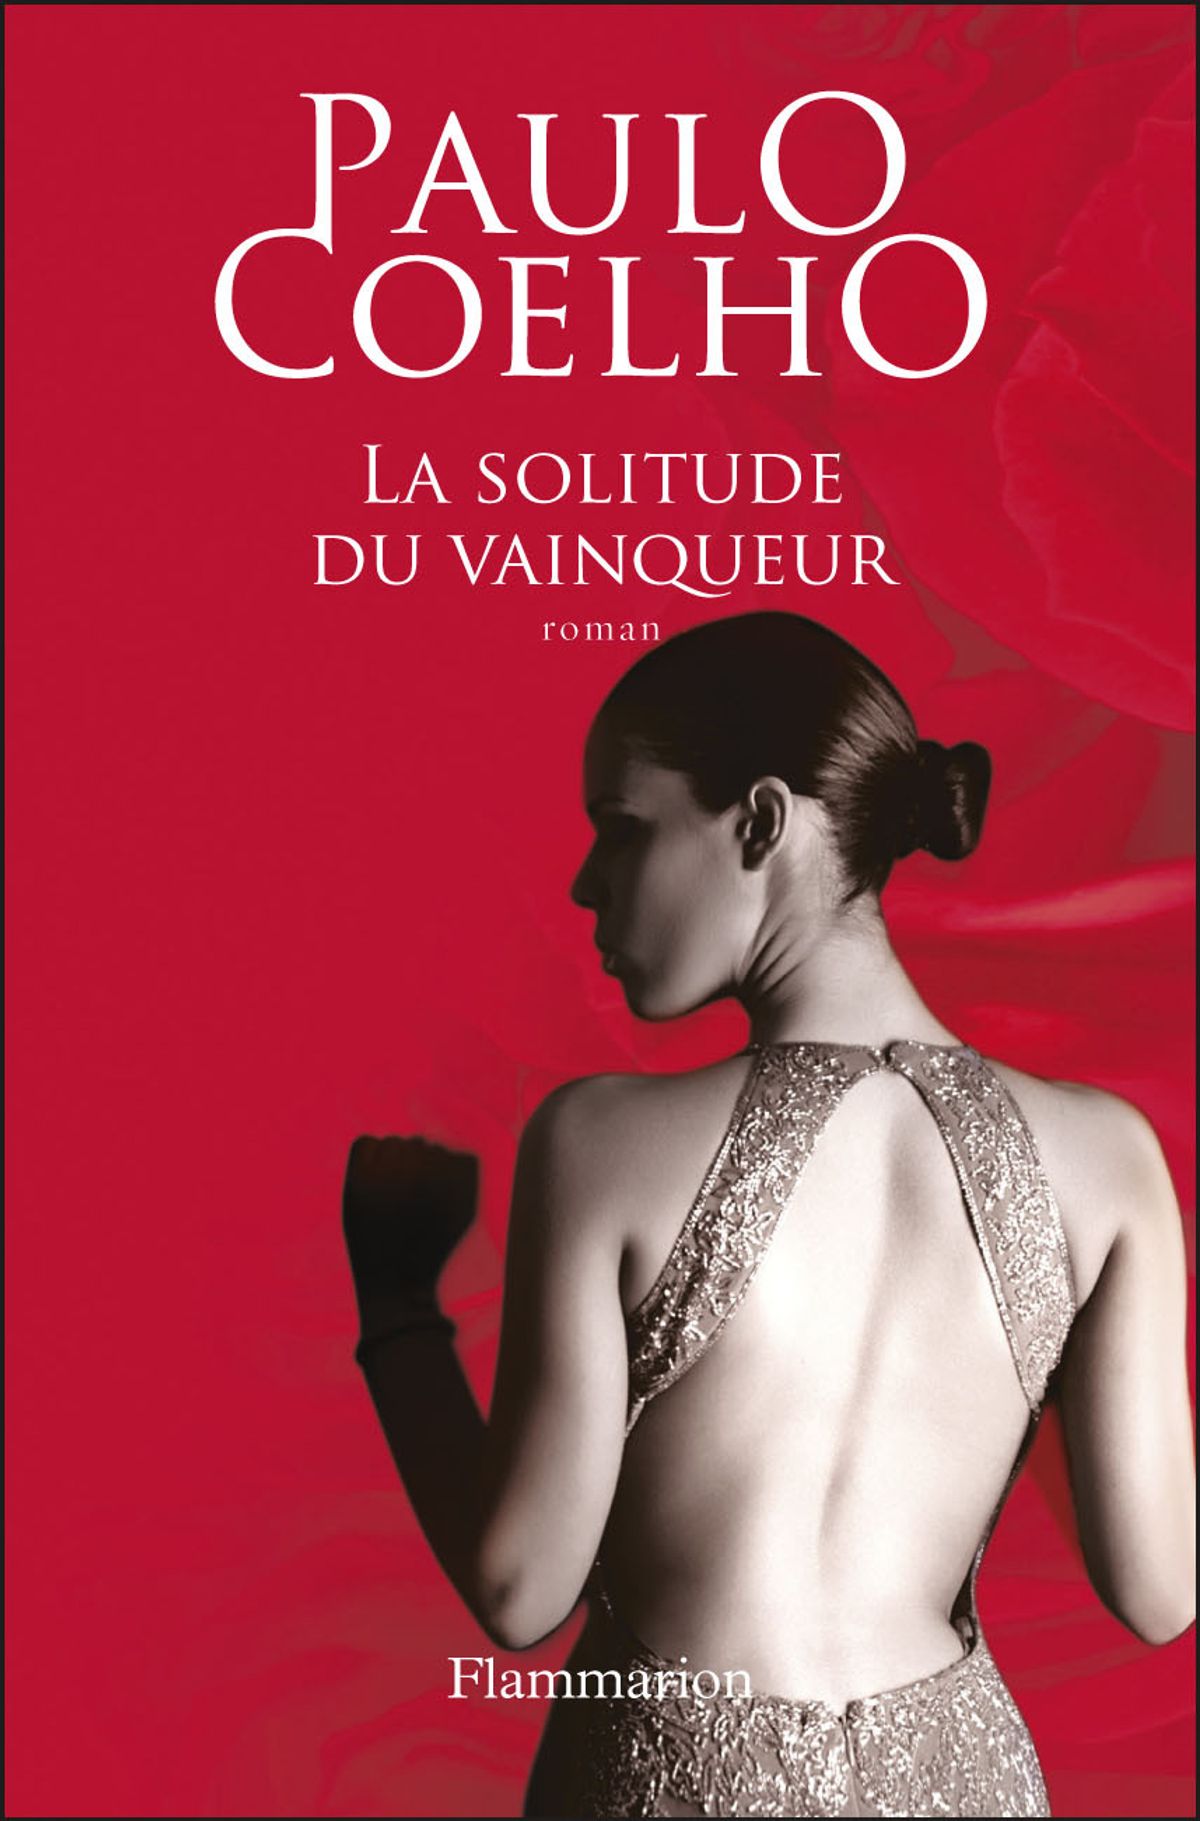 PAULO
COELHO
LA SOLITUDE
DU VAINQUEUR
roman
Flammarion